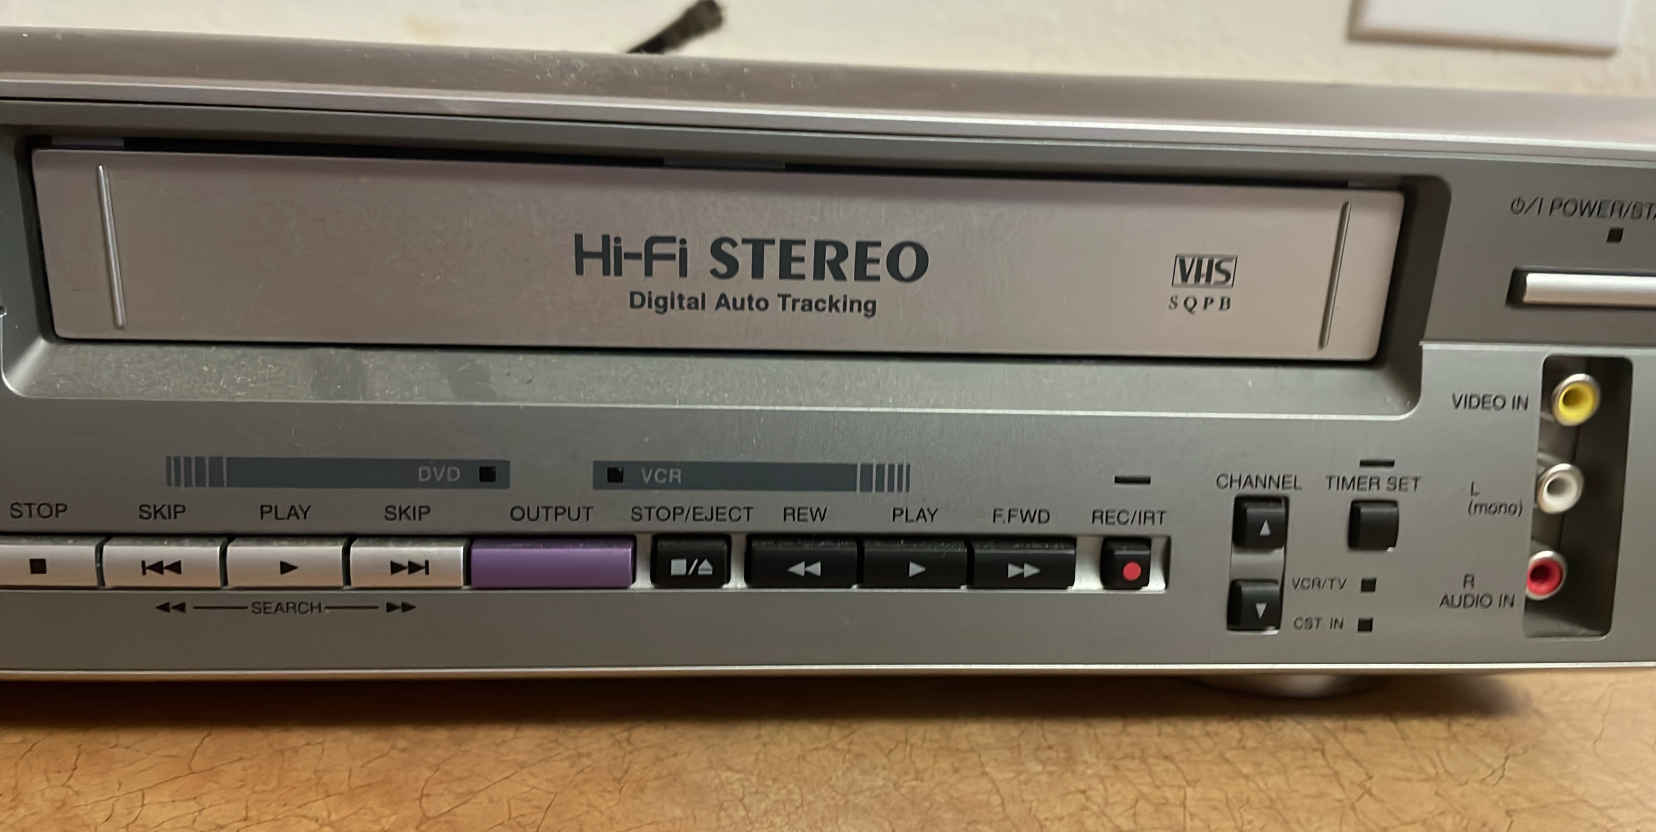 Hi-Fi STEREO
Digital Auto Tracking
VHS
SQPB
⏻/I POWER/
VIDEO IN
L
(mono)
R
AUDIO IN
DVD
VCR
STOP
SKIP
PLAY
SKIP
OUTPUT
STOP/EJECT
REW
PLAY
F.FWD
REC/IRT
SEARCH
CHANNEL
TIMER SET
VCR/TV
CST IN